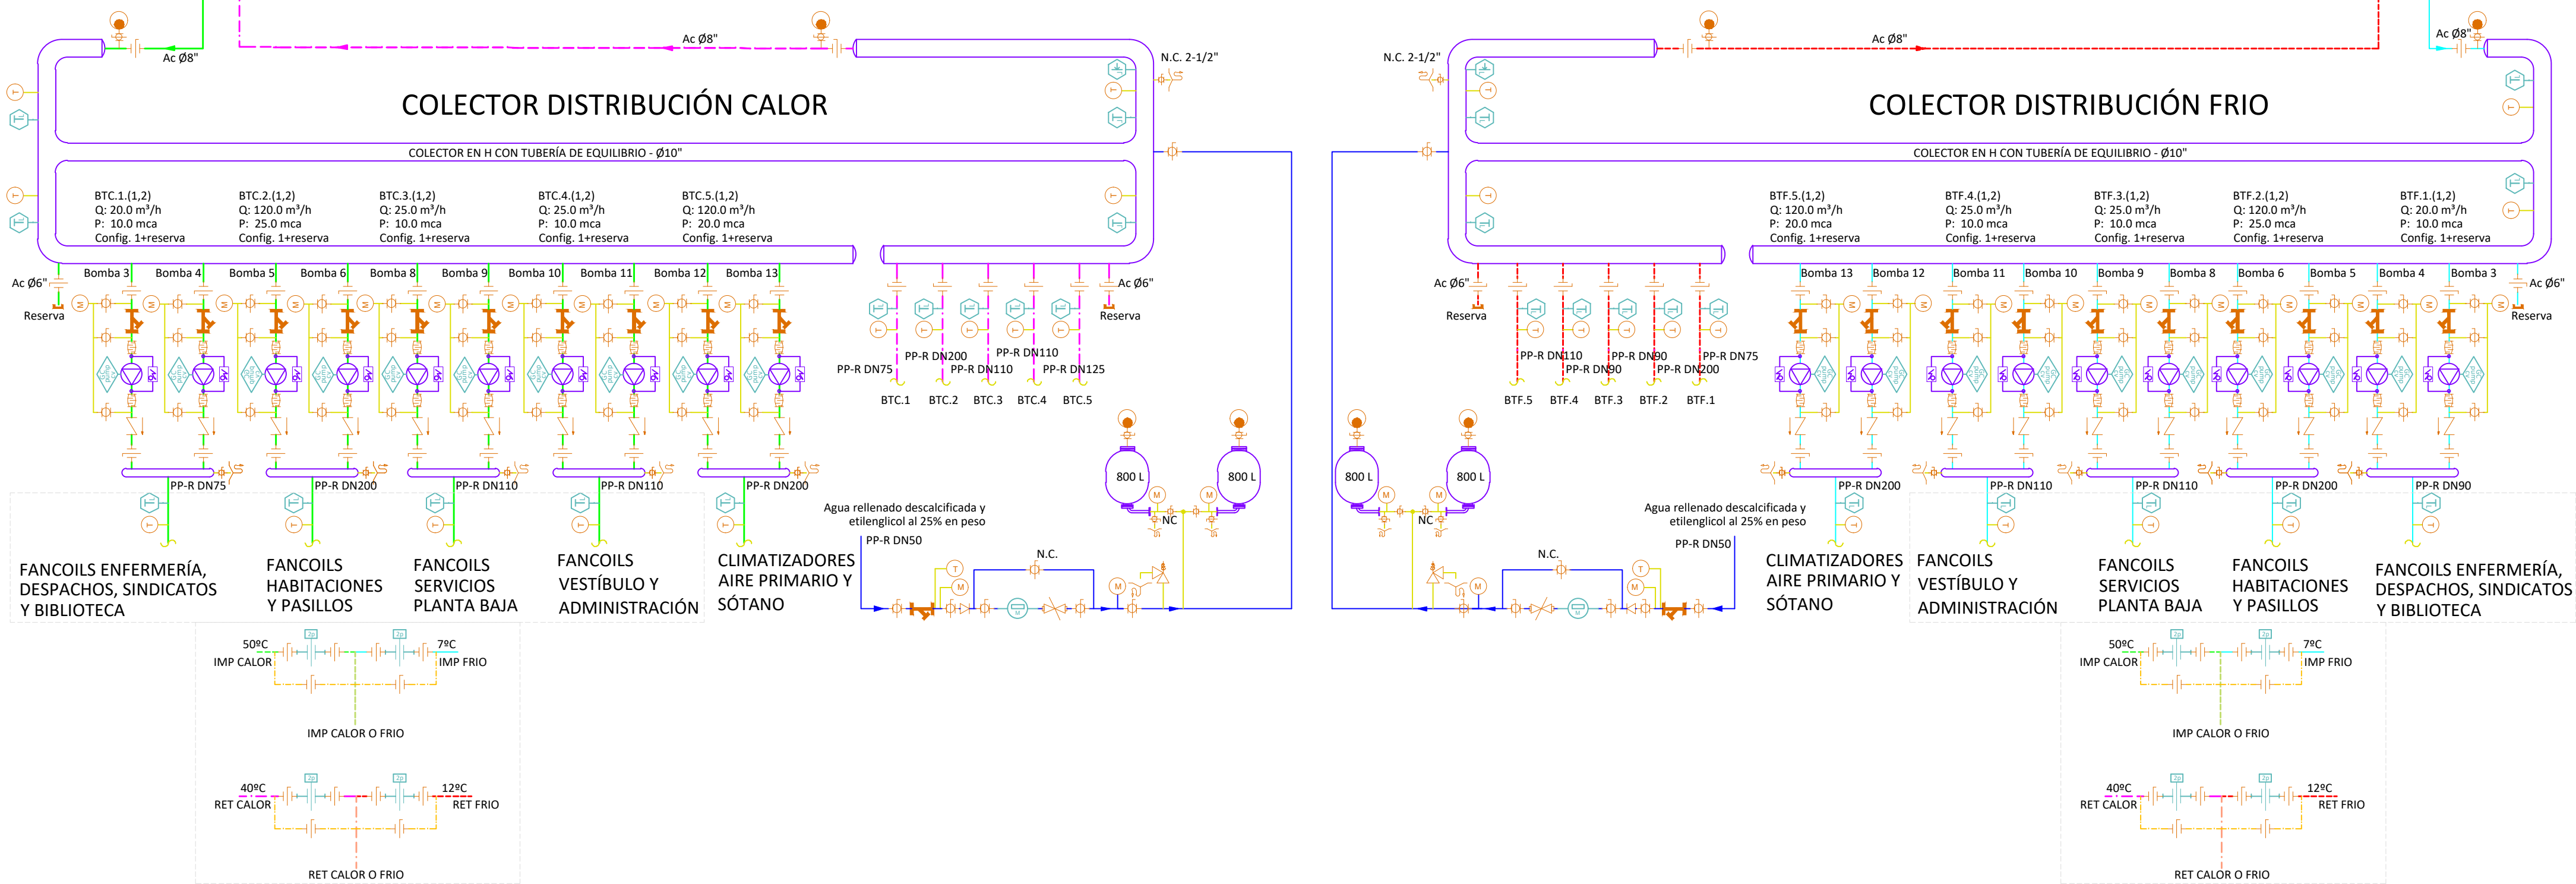 Ac Ø8"
Ac Ø8"
N.C. 2-1/2"
COLECTOR DISTRIBUCIÓN CALOR
COLECTOR EN H CON TUBERÍA DE EQUILIBRIO - Ø10"
T
T
T
T
BTC.1.(1,2)
Q: 20.0 m³/h
P: 10.0 mca
Config. 1+reserva
BTC.2.(1,2)
Q: 120.0 m³/h
P: 25.0 mca
Config. 1+reserva
BTC.3.(1,2)
Q: 25.0 m³/h
P: 10.0 mca
Config. 1+reserva
BTC.4.(1,2)
Q: 25.0 m³/h
P: 10.0 mca
Config. 1+reserva
BTC.5.(1,2)
Q: 120.0 m³/h
P: 20.0 mca
Config. 1+reserva
Ac Ø6"
Reserva
Bomba 3
Bomba 4
Bomba 5
Bomba 6
Bomba 8
Bomba 9
Bomba 10
Bomba 11
Bomba 12
Bomba 13
M
M
M
M
M
M
M
M
M
M
Ac Ø6"
Reserva
T
T
T
T
T
PP-R DN75
PP-R DN200
PP-R DN110
PP-R DN110
PP-R DN125
BTC.1
BTC.2
BTC.3
BTC.4
BTC.5
PP-R DN75
PP-R DN200
PP-R DN110
PP-R DN110
PP-R DN200
T
T
T
T
T
FANCOILS ENFERMERÍA,
DESPACHOS, SINDICATOS
Y BIBLIOTECA
FANCOILS
HABITACIONES
Y PASILLOS
FANCOILS
SERVICIOS
PLANTA BAJA
FANCOILS
VESTÍBULO Y
ADMINISTRACIÓN
CLIMATIZADORES
AIRE PRIMARIO Y
SÓTANO
800 L
800 L
M
M
NC
Agua rellenado descalcificada y
etilenglicol al 25% en peso
PP-R DN50
N.C.
T
M
M
M
50ºC
IMP CALOR
2p
2p
7ºC
IMP FRIO
IMP CALOR O FRIO
40ºC
RET CALOR
2p
2p
12ºC
RET FRIO
RET CALOR O FRIO
Ac Ø8"
Ac Ø8"
N.C. 2-1/2"
COLECTOR DISTRIBUCIÓN FRIO
COLECTOR EN H CON TUBERÍA DE EQUILIBRIO - Ø10"
T
T
T
T
BTF.5.(1,2)
Q: 120.0 m³/h
P: 20.0 mca
Config. 1+reserva
BTF.4.(1,2)
Q: 25.0 m³/h
P: 10.0 mca
Config. 1+reserva
BTF.3.(1,2)
Q: 25.0 m³/h
P: 10.0 mca
Config. 1+reserva
BTF.2.(1,2)
Q: 120.0 m³/h
P: 25.0 mca
Config. 1+reserva
BTF.1.(1,2)
Q: 20.0 m³/h
P: 10.0 mca
Config. 1+reserva
Ac Ø6"
Reserva
T
T
T
T
T
PP-R DN110
PP-R DN90
PP-R DN90
PP-R DN200
PP-R DN75
BTF.5
BTF.4
BTF.3
BTF.2
BTF.1
Bomba 13
Bomba 12
Bomba 11
Bomba 10
Bomba 9
Bomba 8
Bomba 6
Bomba 5
Bomba 4
Bomba 3
Ac Ø6"
Reserva
M
M
M
M
M
M
M
M
M
M
PP-R DN200
PP-R DN110
PP-R DN110
PP-R DN200
PP-R DN90
T
T
T
T
T
800 L
800 L
M
M
NC
Agua rellenado descalcificada y
etilenglicol al 25% en peso
PP-R DN50
N.C.
M
M
M
T
CLIMATIZADORES
AIRE PRIMARIO Y
SÓTANO
FANCOILS
VESTÍBULO Y
ADMINISTRACIÓN
FANCOILS
SERVICIOS
PLANTA BAJA
FANCOILS
HABITACIONES
Y PASILLOS
FANCOILS ENFERMERÍA,
DESPACHOS, SINDICATOS
Y BIBLIOTECA
50ºC
IMP CALOR
2p
2p
7ºC
IMP FRIO
IMP CALOR O FRIO
40ºC
RET CALOR
2p
2p
12ºC
RET FRIO
RET CALOR O FRIO